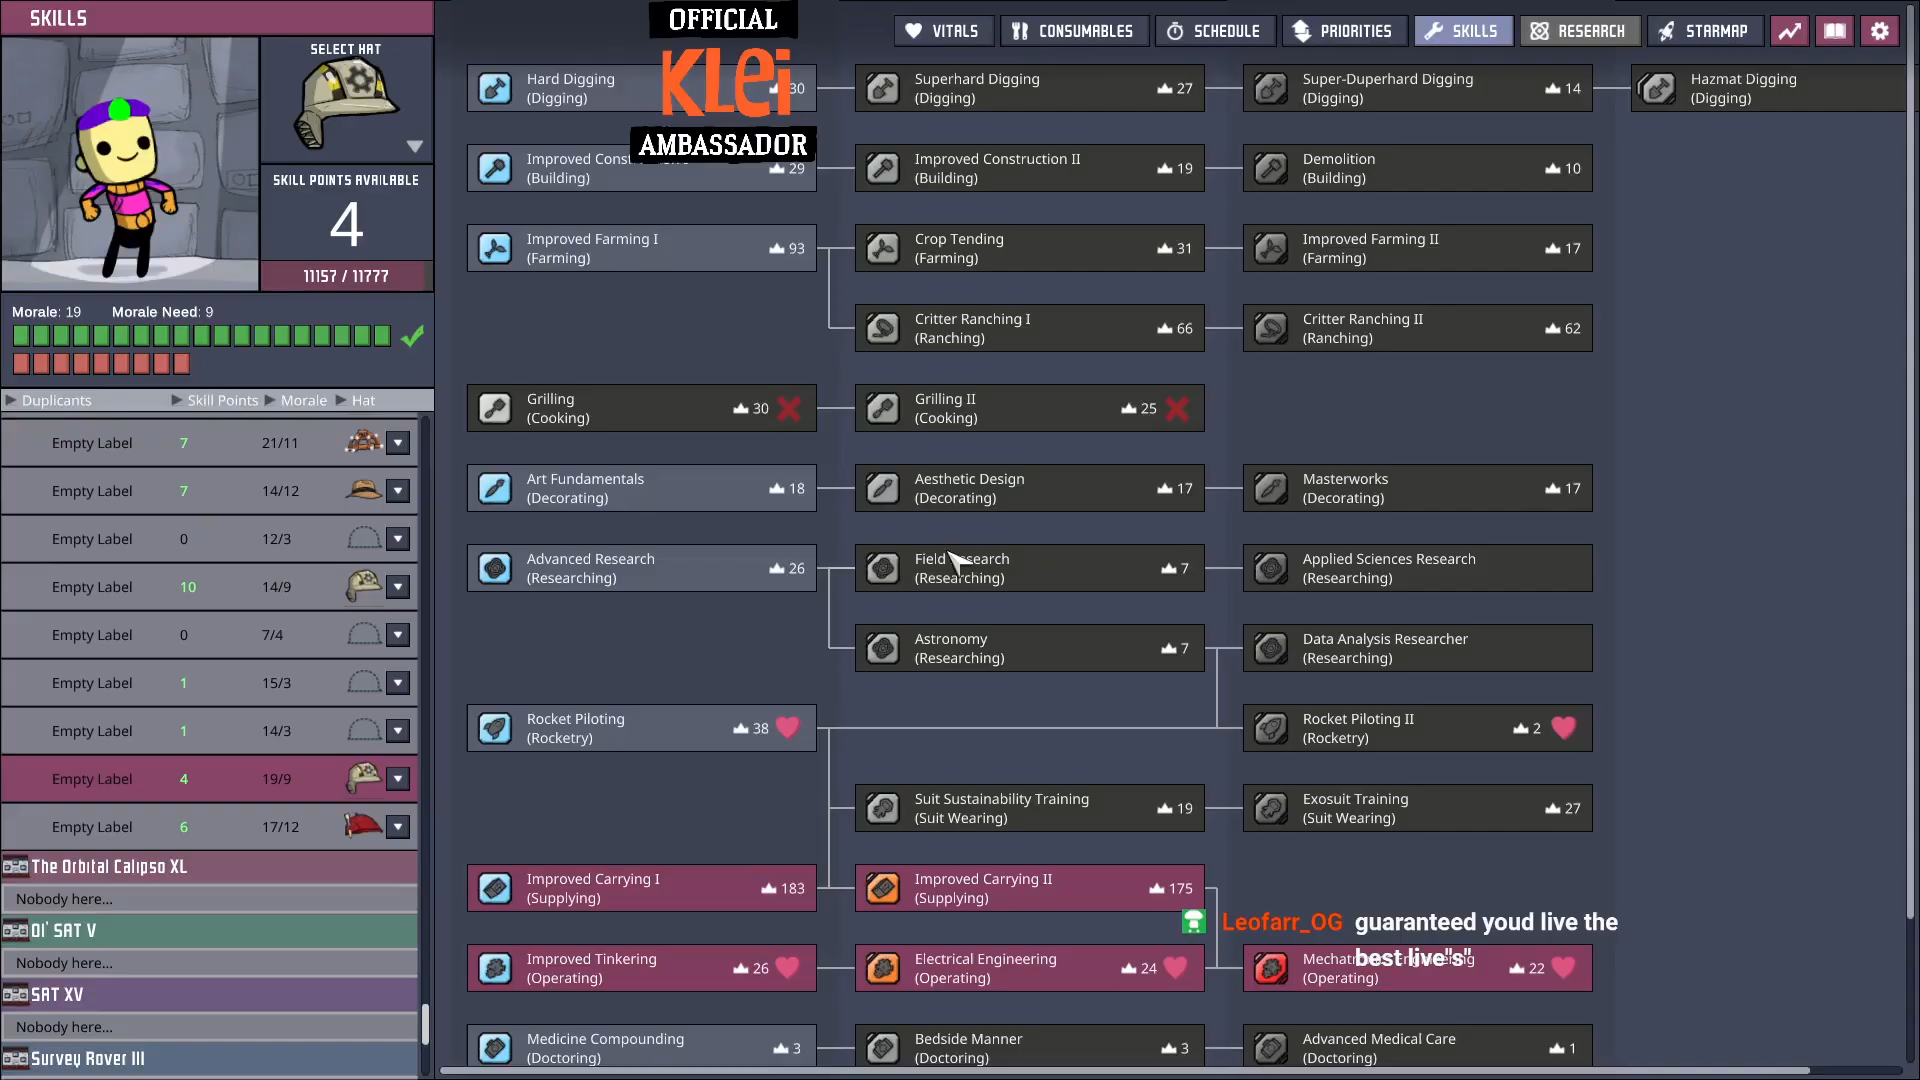 SKILLS
OFFICIAL
KLei
AMBASSADOR
VITALS
CONSUMABLES
SCHEDULE
PRIORITIES
SKILLS
RESEARCH
STARMAP
SELECT HAT
SKILL POINTS AVAILABLE
4
11157 / 11777
Morale: 19 Morale Need: 9
Duplicants Skill Points Morale Hat
Empty Label 7 21/11
Empty Label 7 14/12
Empty Label 0 12/3
Empty Label 10 14/9
Empty Label 0 7/4
Empty Label 1 15/3
Empty Label 1 14/3
Empty Label 4 19/9
Empty Label 6 17/12
The Orbital Calipso XL
Nobody here...
Ol' SAT V
Nobody here...
SAT XV
Nobody here...
Survey Rover III
Hard Digging 30
(Digging)
Superhard Digging 27
(Digging)
Super-Duperhard Digging 14
(Digging)
Hazmat Digging
(Digging)
Improved 29
(Building)
Improved Construction II 19
(Building)
Demolition 10
(Building)
Improved Farming I 93
(Farming)
Crop Tending 31
(Farming)
Improved Farming II 17
(Farming)
Critter Ranching I 66
(Ranching)
Critter Ranching II 62
(Ranching)
Grilling 30
(Cooking)
Grilling II 25
(Cooking)
Art Fundamentals 18
(Decorating)
Aesthetic Design 17
(Decorating)
Masterworks 17
(Decorating)
Advanced Research 26
(Researching)
Field Research 7
(Researching)
Applied Sciences Research
(Researching)
Astronomy 7
(Researching)
Data Analysis Researcher
(Researching)
Rocket Piloting 38
(Rocketry)
Rocket Piloting II 2
(Rocketry)
Suit Sustainability Training 19
(Suit Wearing)
Exosuit Training 27
(Suit Wearing)
Improved Carrying I 183
(Supplying)
Improved Carrying II 175
(Supplying)
Leofarr_OG guaranteed youd live the
best live"s"
Improved Tinkering 26
(Operating)
Electrical Engineering 24
(Operating)
22
(Operating)
Medicine Compounding 3
(Doctoring)
Bedside Manner 3
(Doctoring)
Advanced Medical Care 1
(Doctoring)